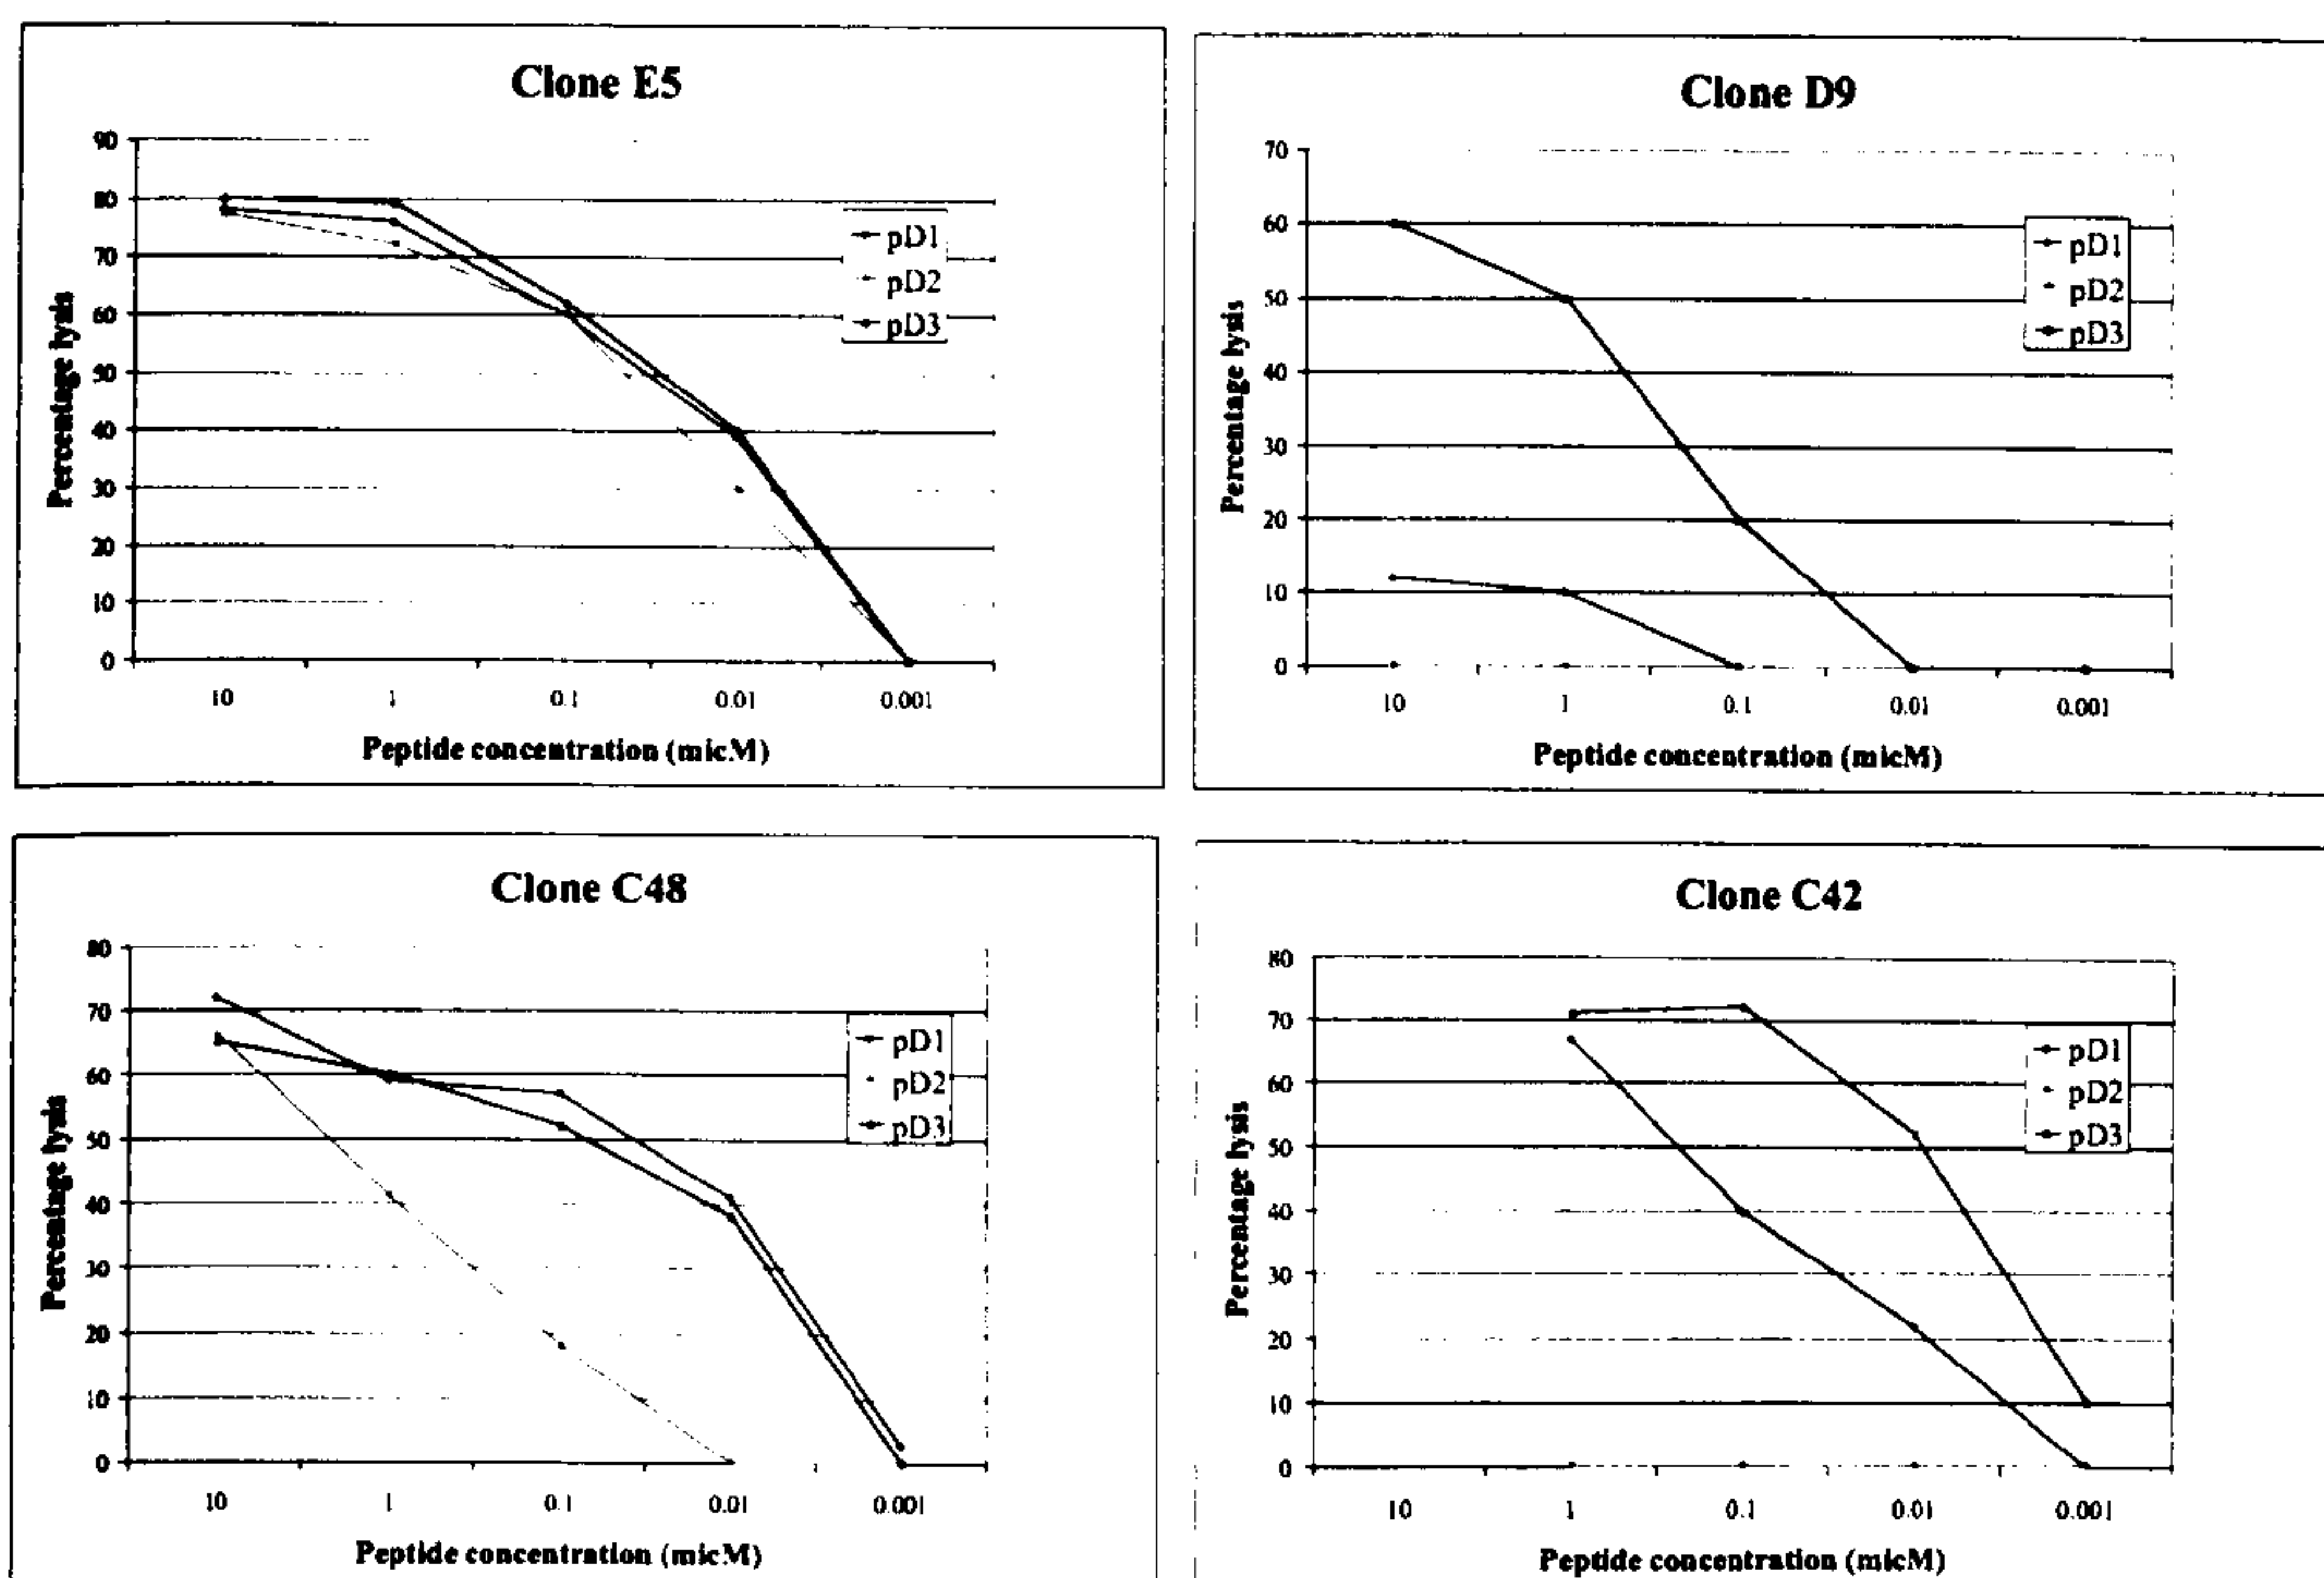 Clone E5
90
80
70
60
50
40
30
20
10
0
Percentage lysis
pD1
pD2
pD3
10 1 0.1 0.01 0.001
Peptide concentration (micM)
Clone D9
70
60
50
40
30
20
10
0
Percentage lysis
pD1
pD2
pD3
10 1 0.1 0.01 0.001
Peptide concentration (micM)
Clone C48
80
70
60
50
40
30
20
10
0
Percentage lysis
pD1
pD2
pD3
10 1 0.1 0.01 0.001
Peptide concentration (micM)
Clone C42
80
70
60
50
40
30
20
10
0
Percentage lysis
pD1
pD2
pD3
10 1 0.1 0.01 0.001
Peptide concentration (micM)